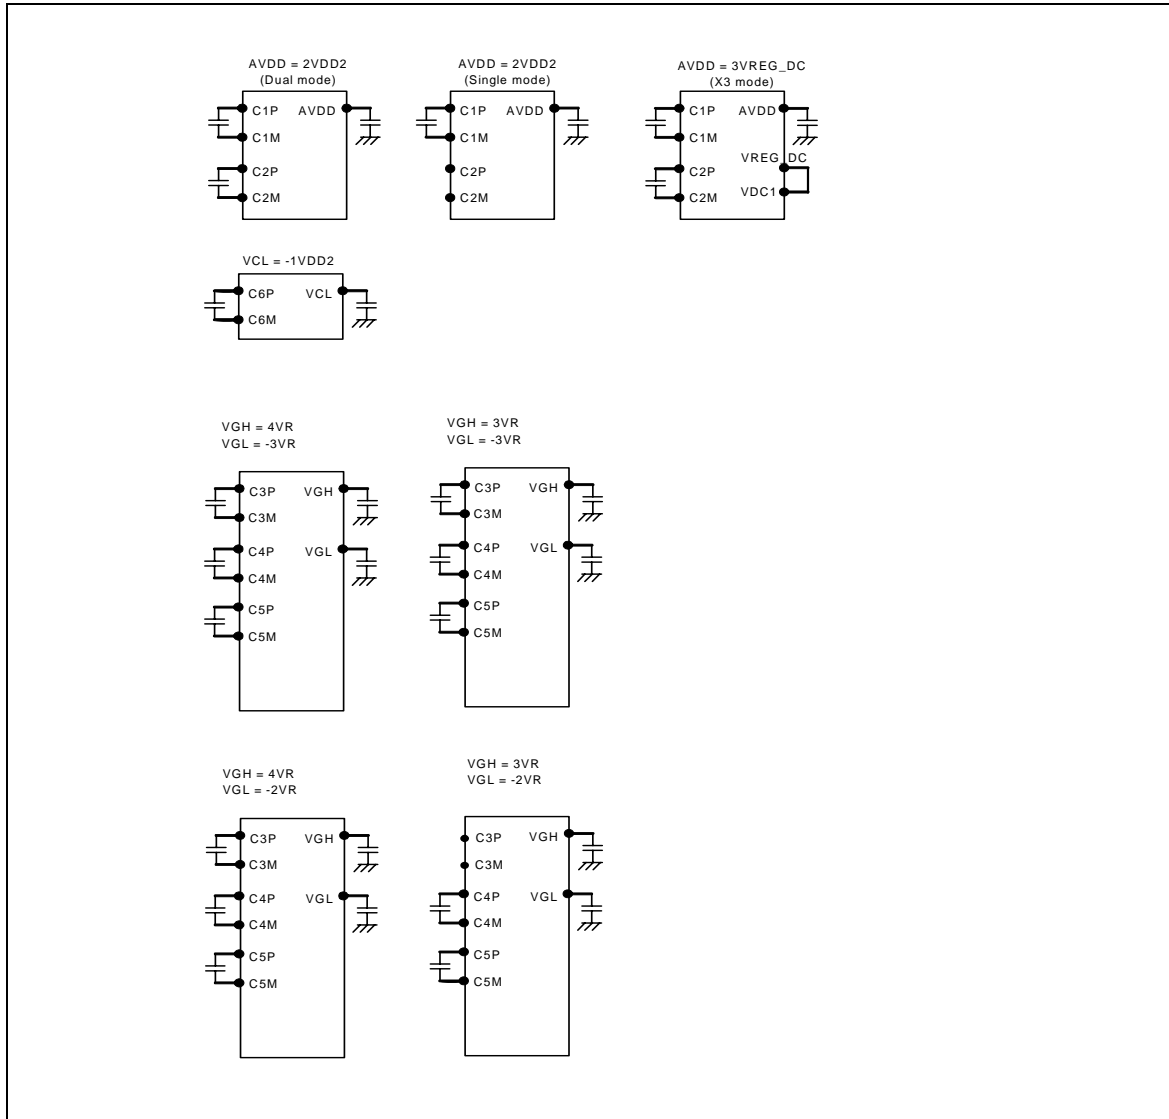 AVDD = 2VDD2
(Dual mode)
C1P AVDD
C1M
C2P
C2M
AVDD = 2VDD2
(Single mode)
C1P AVDD
C1M
C2P
C2M
AVDD = 3VREG_DC
(X3 mode)
C1P AVDD
C1M
VREG_DC
C2P
VDC1
C2M
VCL = -1VDD2
C6P VCL
C6M
VGH = 4VR
VGL = -3VR
C3P VGH
C3M
C4P VGL
C4M
C5P
C5M
VGH = 3VR
VGL = -3VR
C3P VGH
C3M
C4P VGL
C4M
C5P
C5M
VGH = 4VR
VGL = -2VR
C3P VGH
C3M
C4P VGL
C4M
C5P
C5M
VGH = 3VR
VGL = -2VR
C3P VGH
C3M
C4P VGL
C4M
C5P
C5M